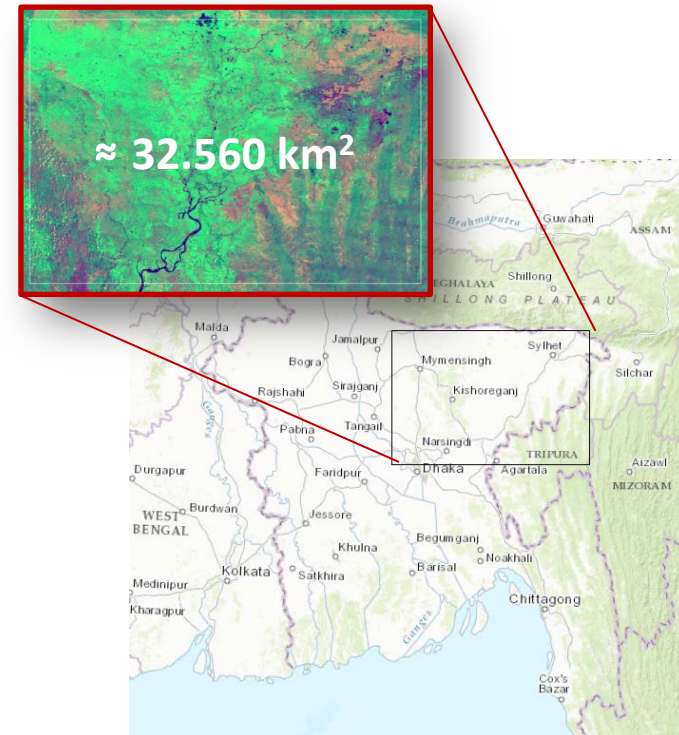 ≈ 32.560 km²
Brahmaputra
Guwahati
ASSAM
Shillong
EGHALAYA
SHILLONG PLATEAU
Malda
Jamalpur
Sylhet
Bogra
Mymensingh
Silchar
Rajshahi
Sirajganj
Kishoreganj
Ganges
Pabna
Tangail
Narsingdi
TRIPURA
Durgapur
Faridpur
Dhaka
Agartala
Aizawl
MIZORAM
WEST
BENGAL
Burdwan
Jessore
Begumganj
Khulna
Noakhali
Kolkata
Satkhira
Barisal
Medinipur
Chittagong
Kharagpur
Ganges
Cox's
Bazar